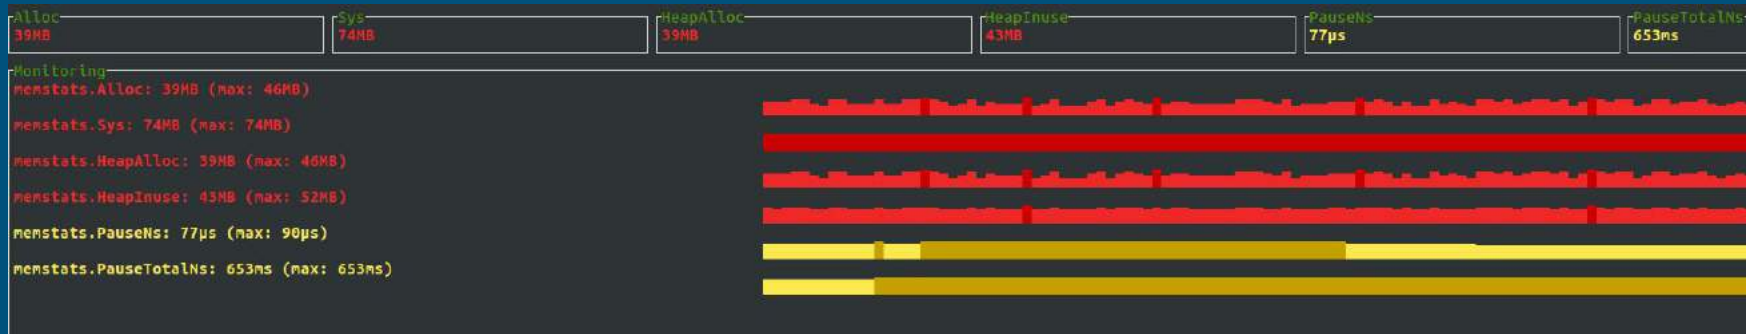 Alloc Sys HeapAlloc HeapInuse PauseNs PauseTotalNs
39MB 74MB 39MB 43MB 77µs 653ms
Monitoring
memstats.Alloc: 39MB (max: 46MB)
memstats.Sys: 74MB (max: 74MB)
memstats.HeapAlloc: 39MB (max: 46MB)
memstats.HeapInuse: 43MB (max: 52MB)
memstats.PauseNs: 77µs (max: 90µs)
memstats.PauseTotalNs: 653ms (max: 653ms)